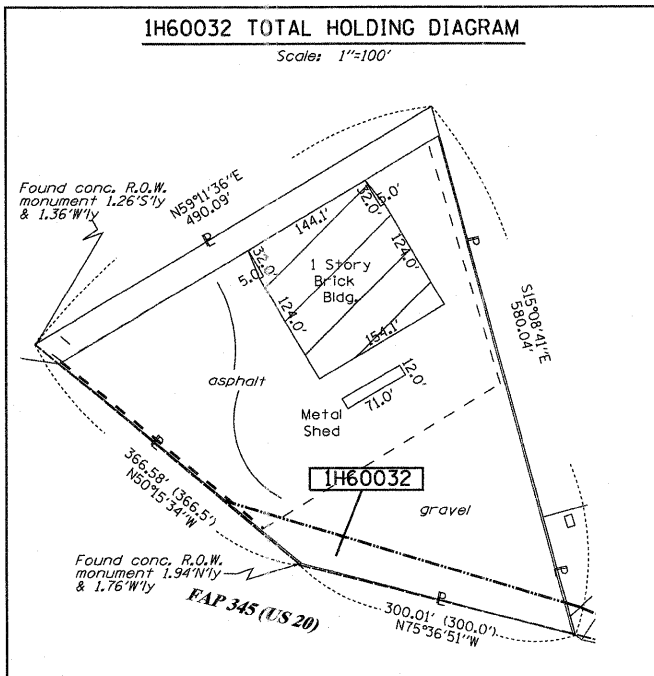 1H60032 TOTAL HOLDING DIAGRAM
Scale: 1"=100'
Found conc. R.O.W.
monument 1.26'S'ly
& 1.36'W'ly
N59°11'36"E
490.09'
P
L
144.1'
32.0'
5.0'
32.0'
5.0'
124.0'
1 Story
Brick
Bldg.
124.0'
154.1'
S15°08'41"E
580.04'
asphalt
12.0'
71.0'
Metal
Shed
366.58' (366.5')
N50°15'34"W
1H60032
gravel
Found conc. R.O.W.
monument 1.94'N'ly
& 1.76'W'ly
FAP 345 (US 20)
300.01' (300.0')
N75°36'51"W